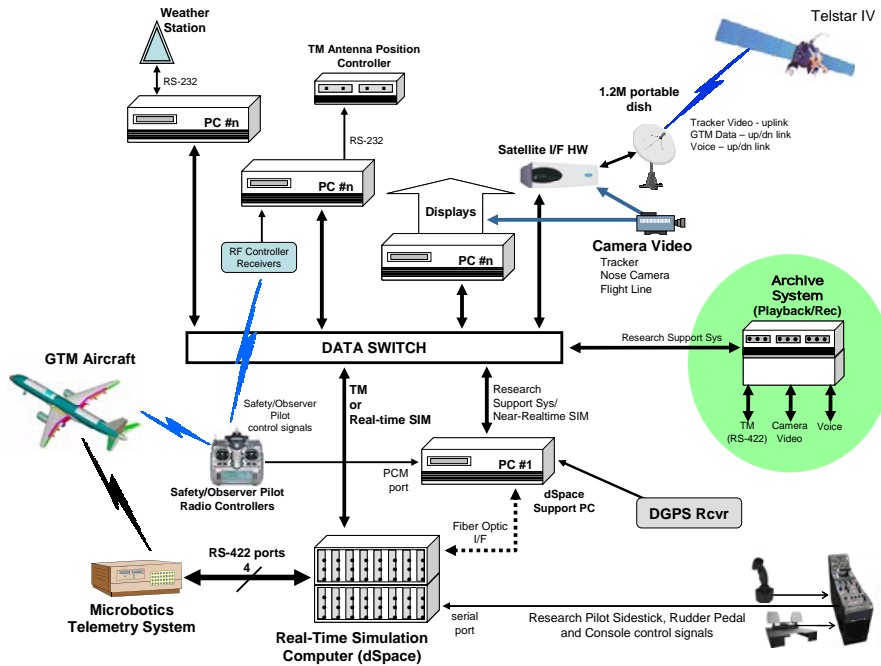 Weather
Station
RS-232
PC #n
TM Antenna Position
Controller
RS-232
PC #n
RF Controller
Receivers
Displays
PC #n
Satellite I/F HW
1.2M portable
dish
Telstar IV
Tracker Video - uplink
GTM Data – up/dn link
Voice – up/dn link
Camera Video
Tracker
Nose Camera
Flight Line
Archive
System
(Playback/Rec)
Research Support Sys
TM
(RS-422)
Camera
Video
Voice
DATA SWITCH
GTM Aircraft
Safety/Observer
Pilot
control signals
TM
or
Real-time SIM
Research
Support Sys/
Near-Realtime SIM
Safety/Observer Pilot
Radio Controllers
PCM
port
PC #1
dSpace
Support PC
DGPS Rcvr
Fiber Optic
I/F
RS-422 ports
4
Microbotics
Telemetry System
Real-Time Simulation
Computer (dSpace)
serial
port
Research Pilot Sidestick, Rudder Pedal
and Console control signals